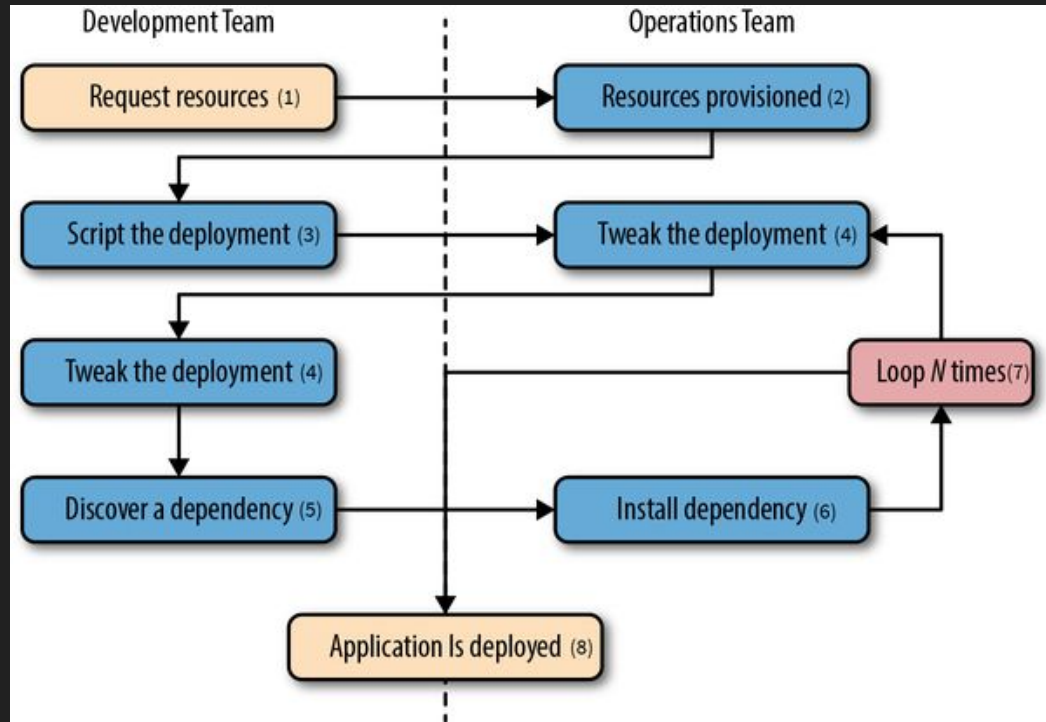 Development Team
Operations Team
Request resources (1)
Resources provisioned (2)
Script the deployment (3)
Tweak the deployment (4)
Tweak the deployment (4)
Loop N times(7)
Discover a dependency (5)
Install dependency (6)
Application Is deployed (8)